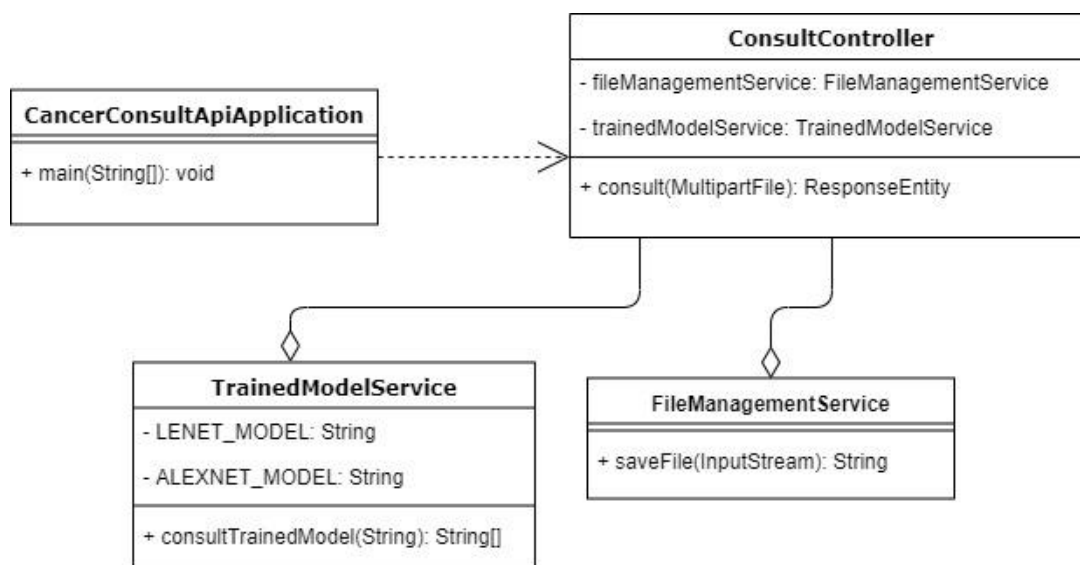 ConsultController
- fileManagementService: FileManagementService
- trainedModelService: TrainedModelService
+ consult(MultipartFile): ResponseEntity
CancerConsultApiApplication
+ main(String[]): void
TrainedModelService
- LENET_MODEL: String
- ALEXNET_MODEL: String
+ consultTrainedModel(String): String[]
FileManagementService
+ saveFile(InputStream): String